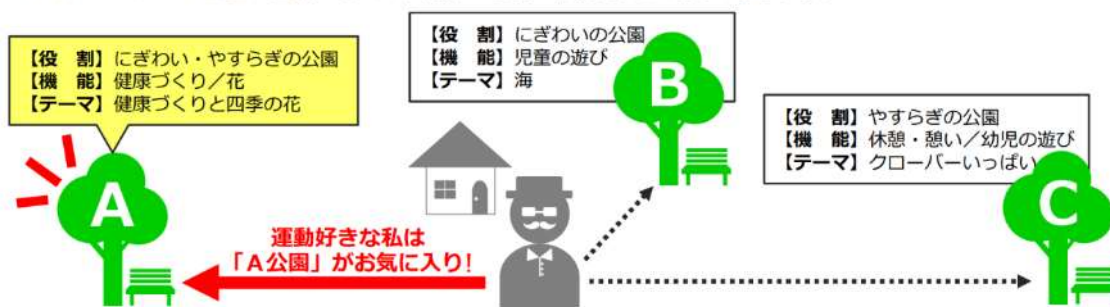 【役　割】にぎわい・やすらぎの公園
【機　能】健康づくり／花
【テーマ】健康づくりと四季の花
A
【役　割】にぎわいの公園
【機　能】児童の遊び
【テーマ】海
B
【役　割】やすらぎの公園
【機　能】休憩・憩い／幼児の遊び
【テーマ】クローバーいっぱい
C
運動好きな私は
「Ａ公園」がお気に入り！